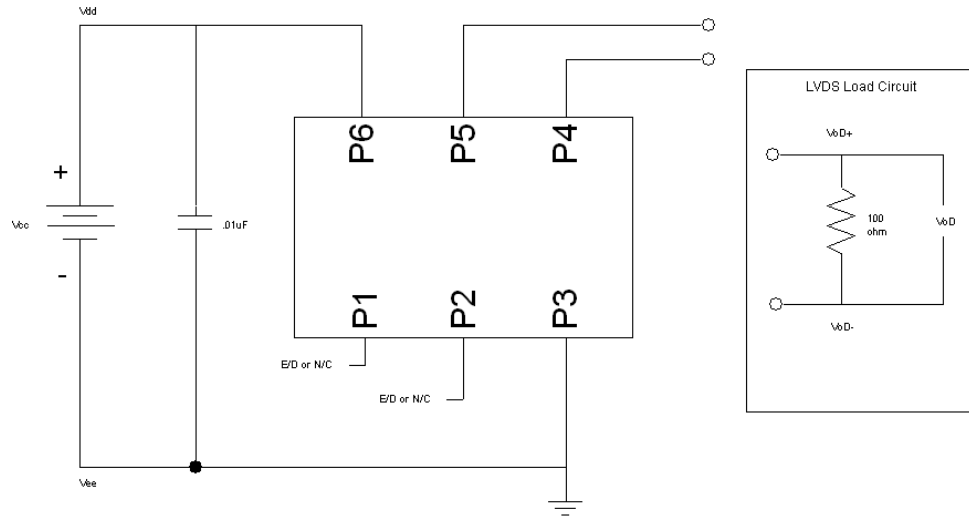 Vdd
LVDS Load Circuit
P6
P5
P4
VoD+
+
Vcc
.01uF
100
ohm
VoD
-
P1
P2
P3
VoD-
E/D or N/C
E/D or N/C
Vee